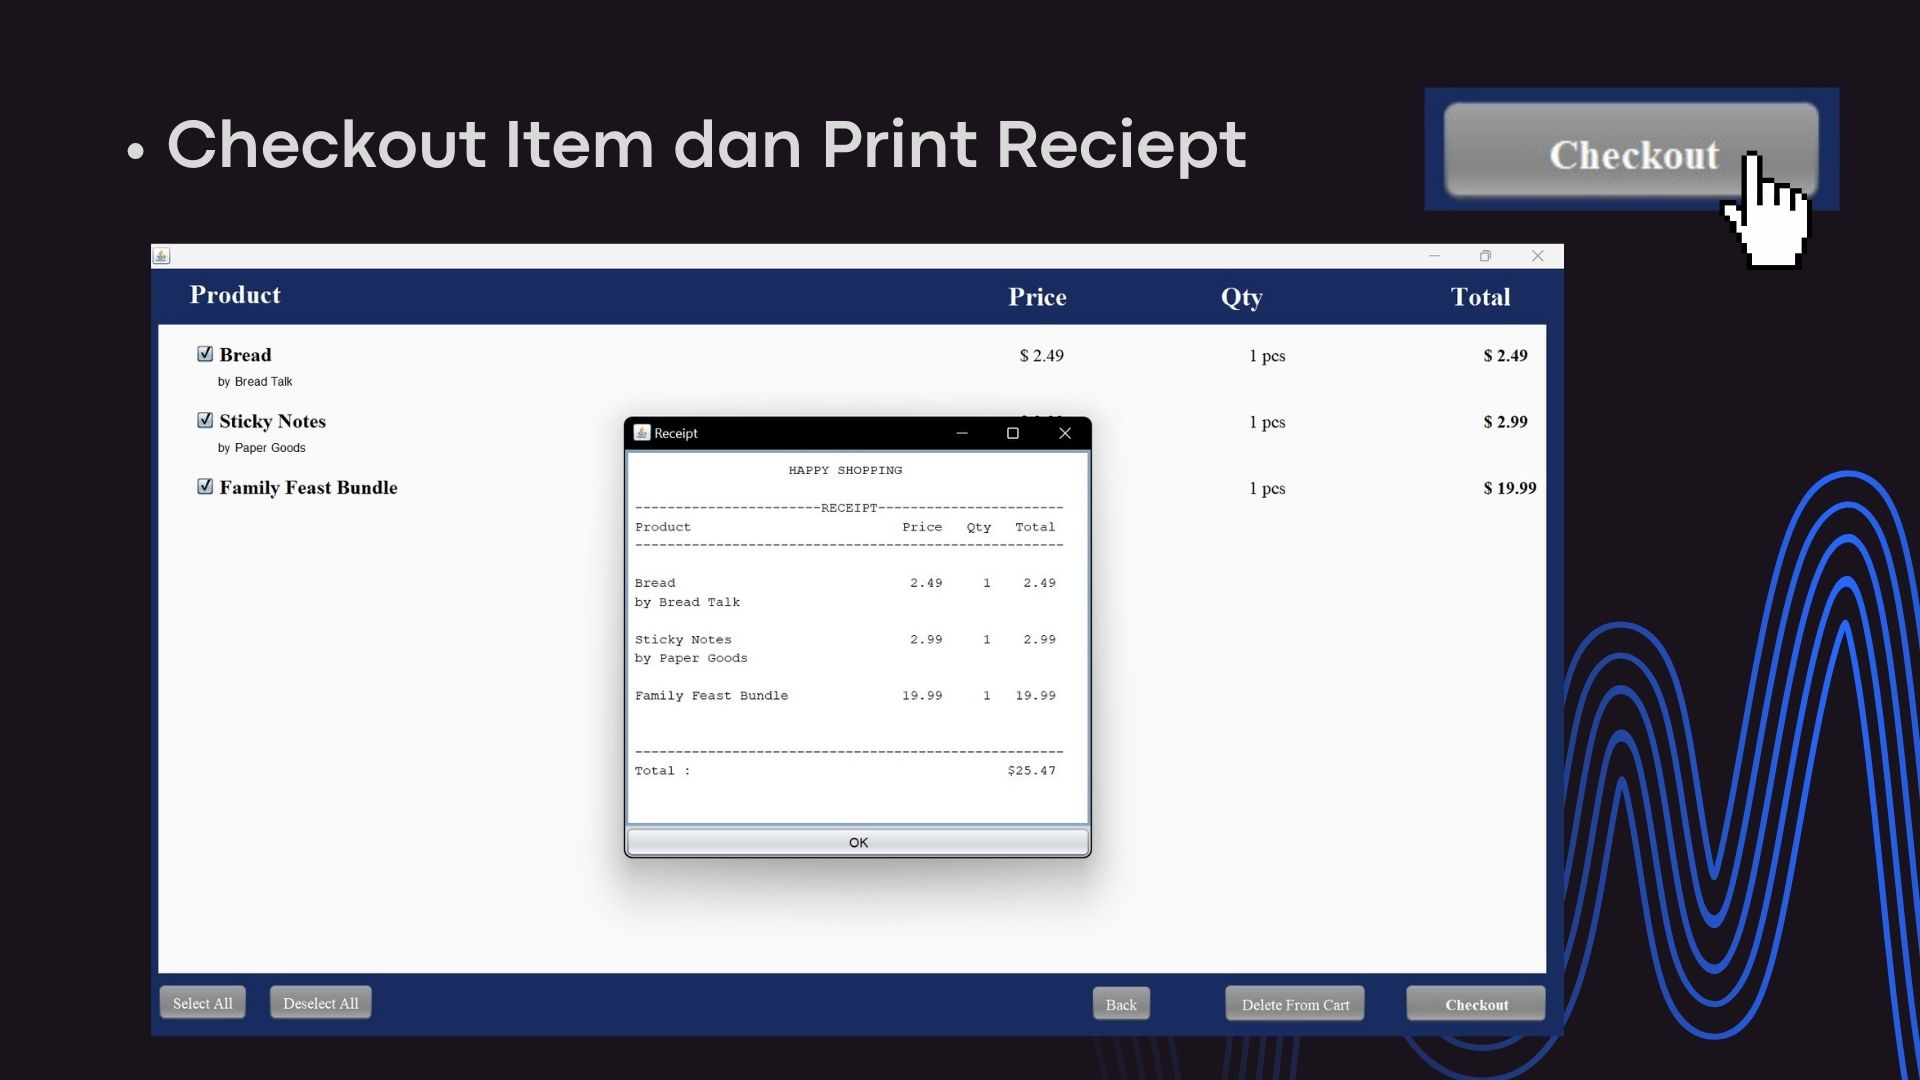 • Checkout Item dan Print Reciept
Checkout
Product Price Qty Total
Bread $ 2.49 1 pcs $ 2.49
by Bread Talk
Sticky Notes 1 pcs $ 2.99
by Paper Goods
Family Feast Bundle 1 pcs $ 19.99
Receipt
HAPPY SHOPPING
-----------------------RECEIPT-----------------------
Product Price Qty Total
-----------------------------------------------------
Bread 2.49 1 2.49
by Bread Talk
Sticky Notes 2.99 1 2.99
by Paper Goods
Family Feast Bundle 19.99 1 19.99
-----------------------------------------------------
Total : $25.47
OK
Select All Deselect All Back Delete From Cart Checkout